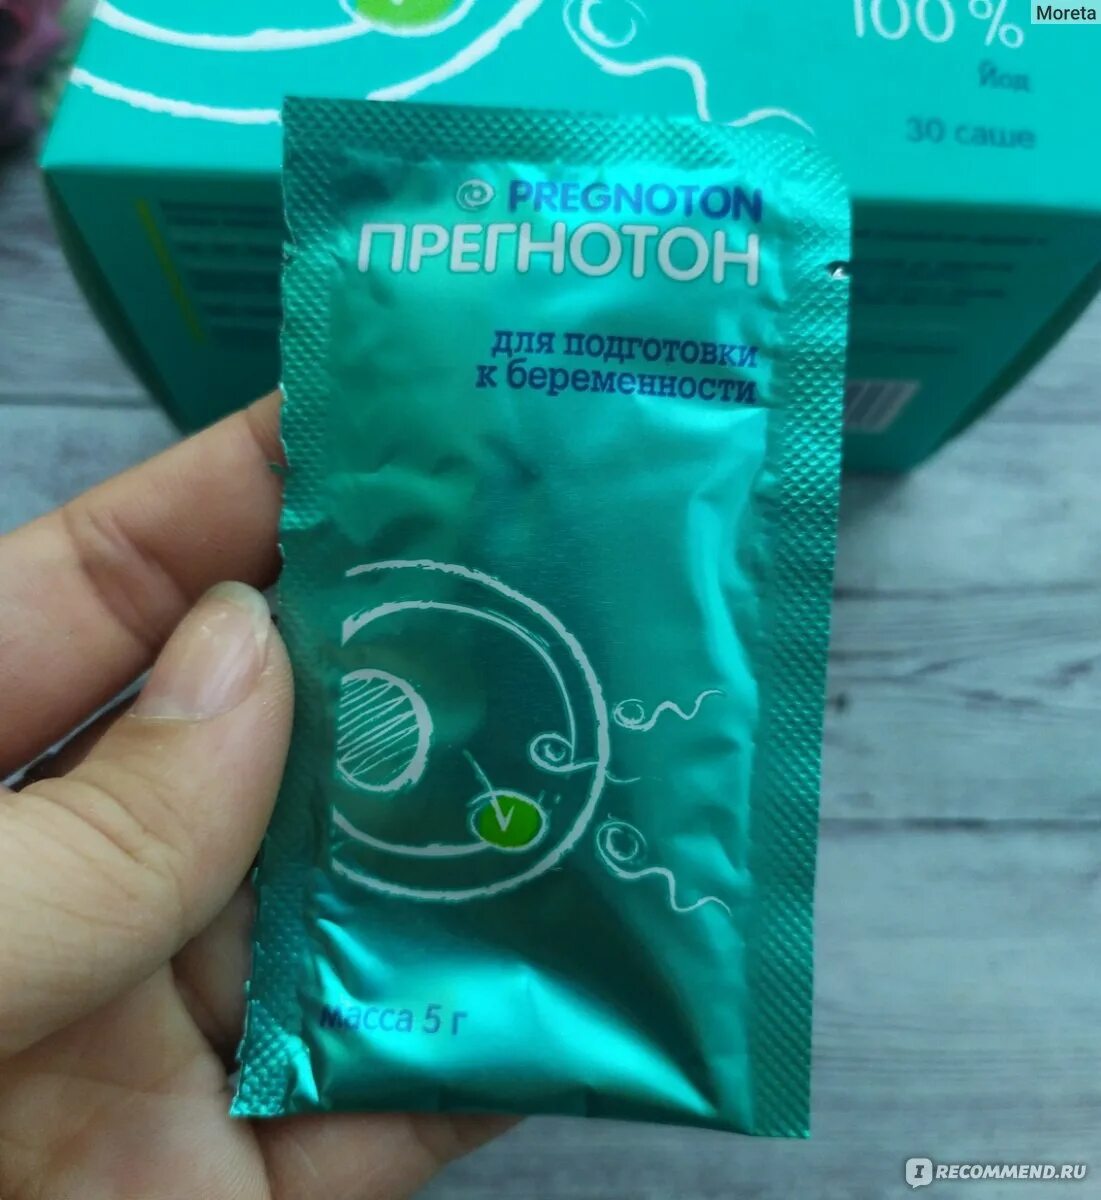 Moreta
100%
Йод
30 саше
PREGNOTON
ПРЕГНОТОН
для подготовки
к беременности
V
масса 5 г
I RECOMMEND.RU